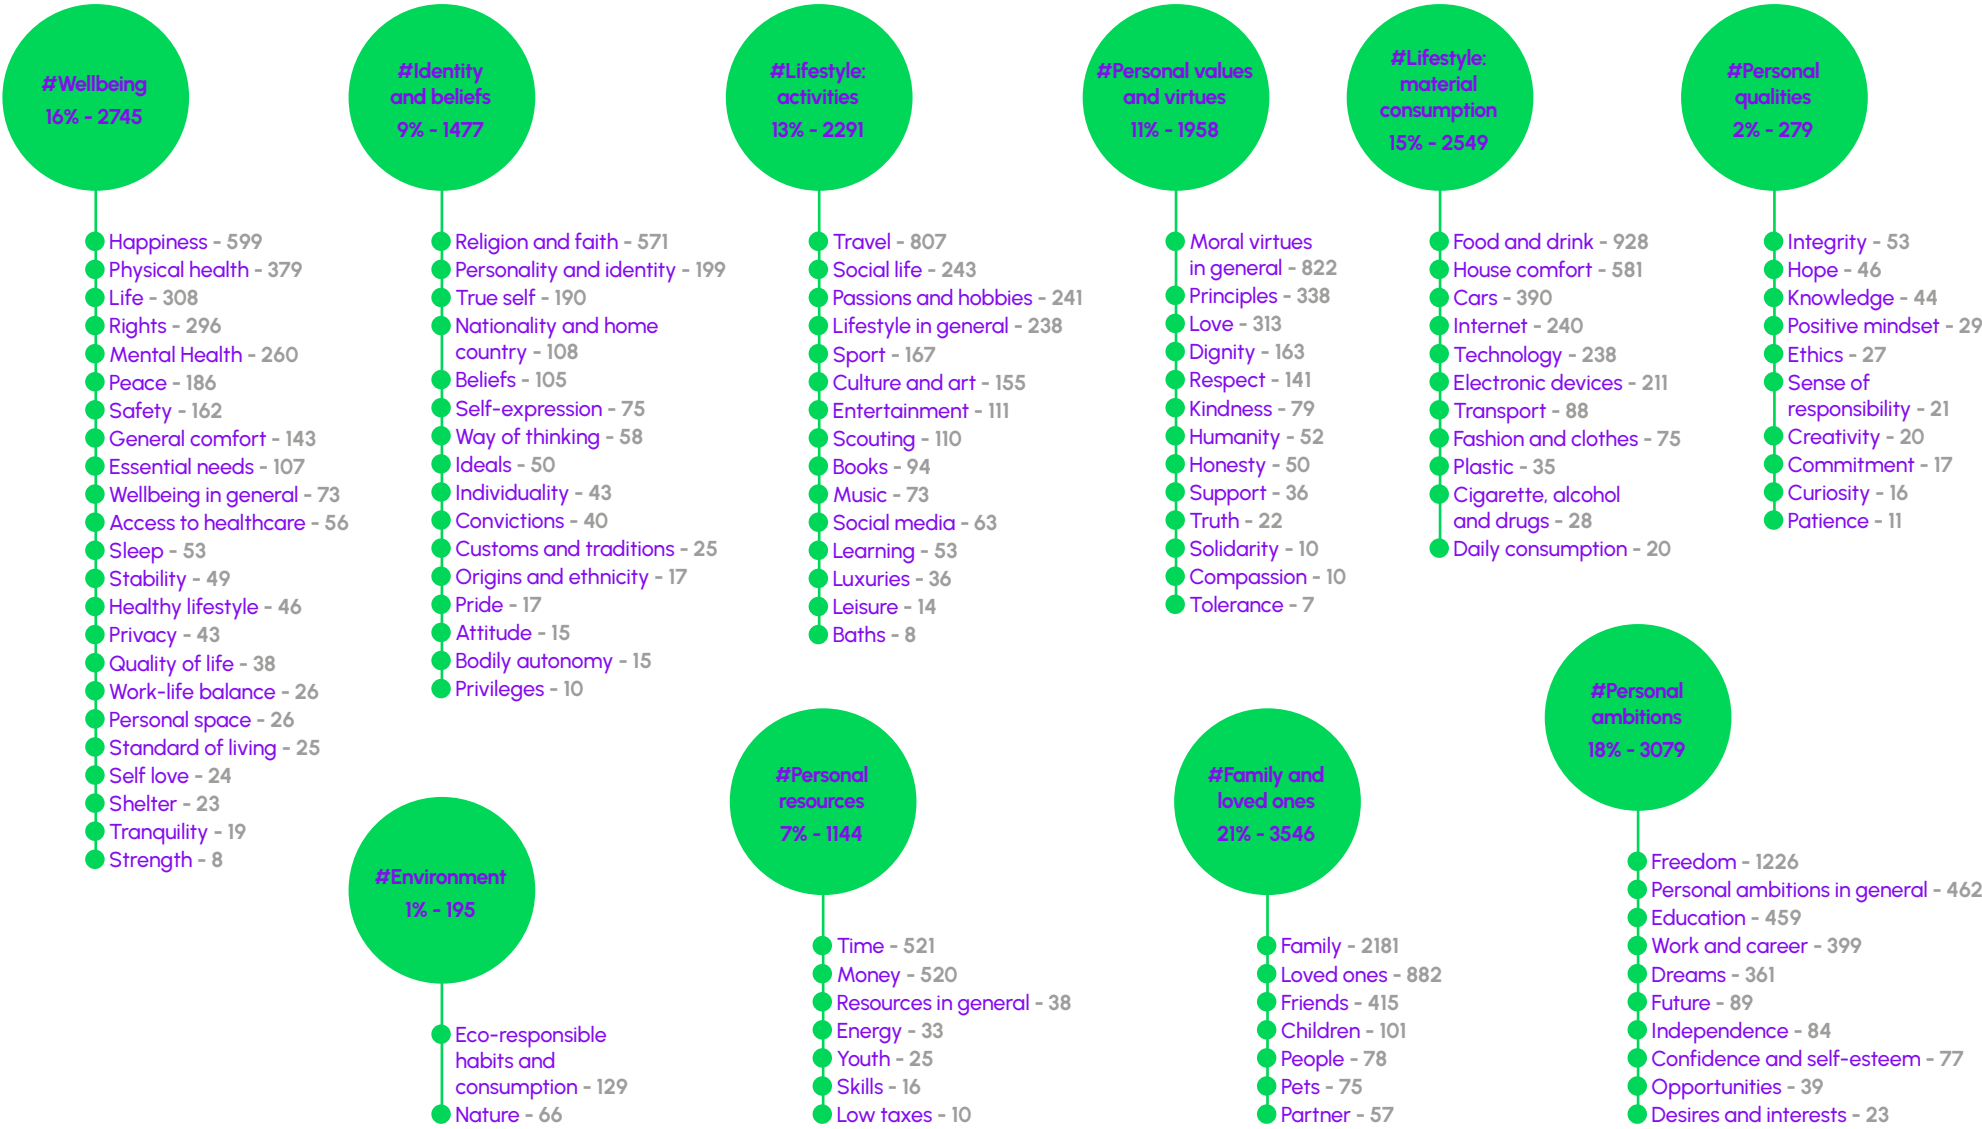 #Wellbeing
16% - 2745
Happiness - 599
Physical health - 379
Life - 308
Rights - 296
Mental Health - 260
Peace - 186
Safety - 162
General comfort - 143
Essential needs - 107
Wellbeing in general - 73
Access to healthcare - 56
Sleep - 53
Stability - 49
Healthy lifestyle - 46
Privacy - 43
Quality of life - 38
Work-life balance - 26
Personal space - 26
Standard of living - 25
Self love - 24
Shelter - 23
Tranquility - 19
Strength - 8
#Identity
and beliefs
9% - 1477
Religion and faith - 571
Personality and identity - 199
True self - 190
Nationality and home
country - 108
Beliefs - 105
Self-expression - 75
Way of thinking - 58
Ideals - 50
Individuality - 43
Convictions - 40
Customs and traditions - 25
Origins and ethnicity - 17
Pride - 17
Attitude - 15
Bodily autonomy - 15
Privileges - 10
#Lifestyle:
activities
13% - 2291
Travel - 807
Social life - 243
Passions and hobbies - 241
Lifestyle in general - 238
Sport - 167
Culture and art - 155
Entertainment - 111
Scouting - 110
Books - 94
Music - 73
Social media - 63
Learning - 53
Luxuries - 36
Leisure - 14
Baths - 8
#Personal values
and virtues
11% - 1958
Moral virtues
in general - 822
Principles - 338
Love - 313
Dignity - 163
Respect - 141
Kindness - 79
Humanity - 52
Honesty - 50
Support - 36
Truth - 22
Solidarity - 10
Compassion - 10
Tolerance - 7
#Lifestyle:
material
consumption
15% - 2549
Food and drink - 928
House comfort - 581
Cars - 390
Internet - 240
Technology - 238
Electronic devices - 211
Transport - 88
Fashion and clothes - 75
Plastic - 35
Cigarette, alcohol
and drugs - 28
Daily consumption - 20
#Personal
qualities
2% - 279
Integrity - 53
Hope - 46
Knowledge - 44
Positive mindset - 29
Ethics - 27
Sense of
responsibility - 21
Creativity - 20
Commitment - 17
Curiosity - 16
Patience - 11
#Environment
1% - 195
Eco-responsible
habits and
consumption - 129
Nature - 66
#Personal
resources
7% - 1144
Time - 521
Money - 520
Resources in general - 38
Energy - 33
Youth - 25
Skills - 16
Low taxes - 10
#Family and
loved ones
21% - 3546
Family - 2181
Loved ones - 882
Friends - 415
Children - 101
People - 78
Pets - 75
Partner - 57
#Personal
ambitions
18% - 3079
Freedom - 1226
Personal ambitions in general - 462
Education - 459
Work and career - 399
Dreams - 361
Future - 89
Independence - 84
Confidence and self-esteem - 77
Opportunities - 39
Desires and interests - 23